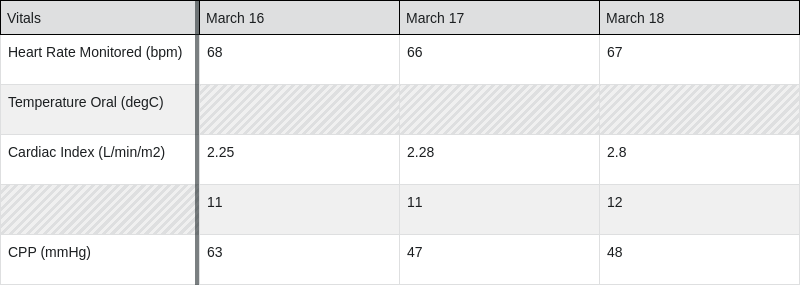 Vitals March 16 March 17 March 18
Heart Rate Monitored (bpm) 68 66 67
Temperature Oral (degC)
Cardiac Index (L/min/m2) 2.25 2.28 2.8
11 11 12
CPP (mmHg) 63 47 48